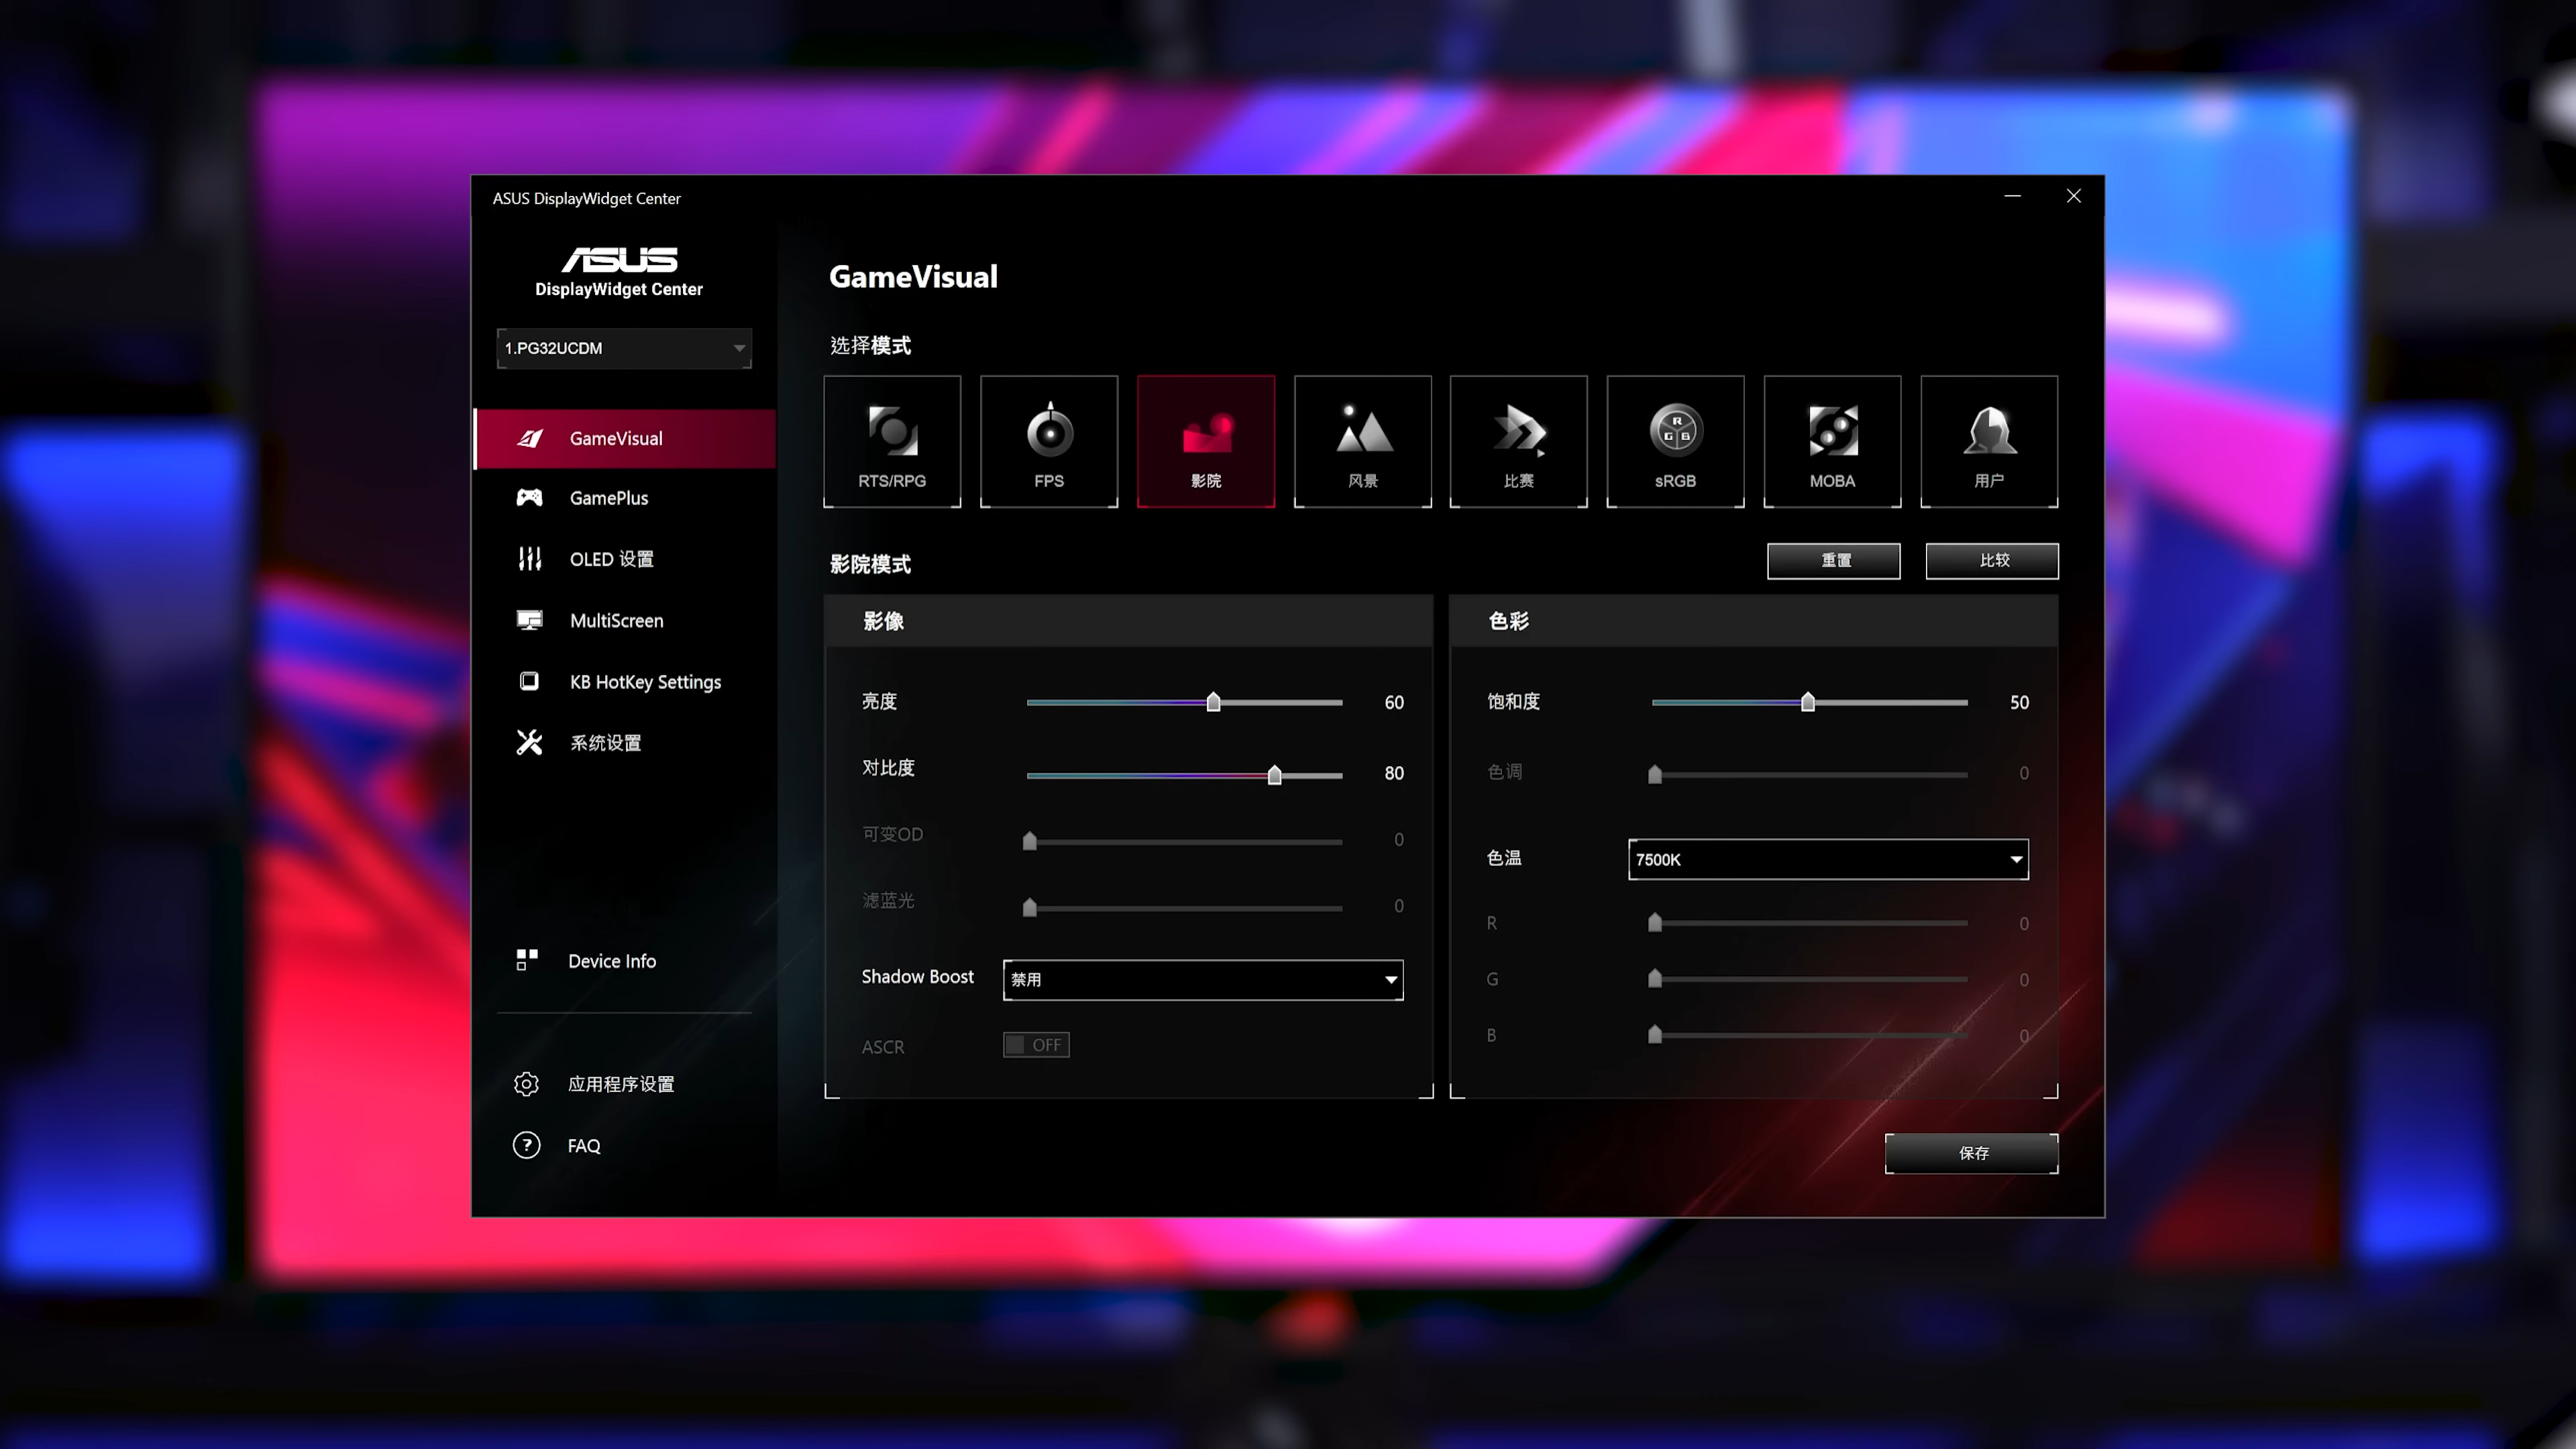 ASUS DisplayWidget Center
ASUS
DisplayWidget Center
1.PG32UCDM
GameVisual
GamePlus
OLED 设置
MultiScreen
KB HotKey Settings
系统设置
Device Info
应用程序设置
? FAQ
GameVisual
选择模式
RTS/RPG
FPS
影院
风景
比赛
R G B
sRGB
MOBA
用户
影院模式
重置
比较
影像
亮度 60
对比度 80
可变OD 0
滤蓝光 0
Shadow Boost 禁用
ASCR OFF
色彩
饱和度 50
色调 0
色温 7500K
R 0
G 0
B 0
保存